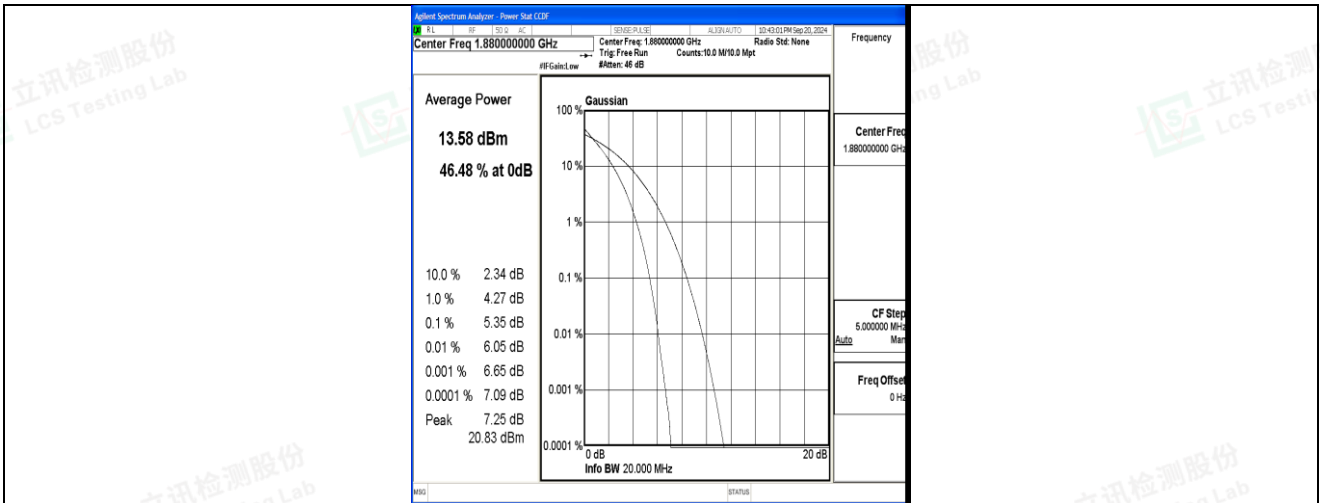 Agilent Spectrum Analyzer - Power Stat CCDF
RL RF 50 Ω AC SENSE:PULSE ALIGN AUTO 10:43:01 PM Sep 20, 2024
Center Freq 1.880000000 GHz
Center Freq: 1.880000000 GHz
Radio Std: None
Trig: Free Run Counts:10.0 M/10.0 Mpt
#IFGain:Low #Atten: 46 dB
Frequency
Average Power
13.58 dBm
46.48 % at 0dB
10.0 % 2.34 dB
1.0 % 4.27 dB
0.1 % 5.35 dB
0.01 % 6.05 dB
0.001 % 6.65 dB
0.0001 % 7.09 dB
Peak 7.25 dB
20.83 dBm
Gaussian
100 %
10 %
1 %
0.1 %
0.01 %
0.001 %
0.0001 %
0 dB 20 dB
Info BW 20.000 MHz
Center Freq
1.880000000 GHz
CF Step
5.000000 MHz
Auto Man
Freq Offset
0 Hz
MSG STATUS
立讯检测股份
LCS Testing Lab
股份
ng Lab
立讯检测
LCS Testi
立讯检测股份
立讯检测股份